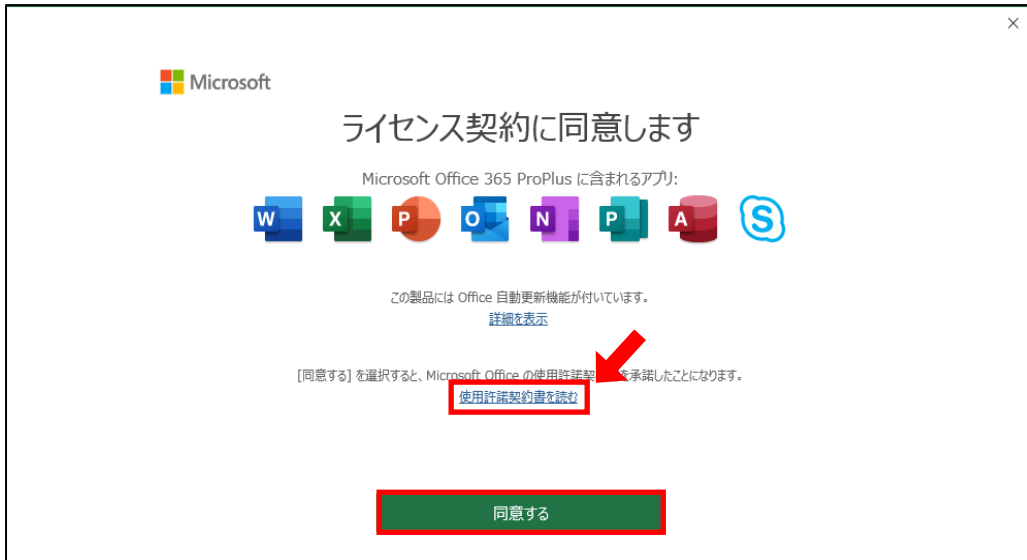 Microsoft
ライセンス契約に同意します
Microsoft Office 365 ProPlus に含まれるアプリ:
W X P O N P A S
この製品には Office 自動更新機能が付いています。
詳細を表示
[同意する] を選択すると、Microsoft Office の使用許諾契 を承諾したことになります。
使用許諾契約書を読む
同意する